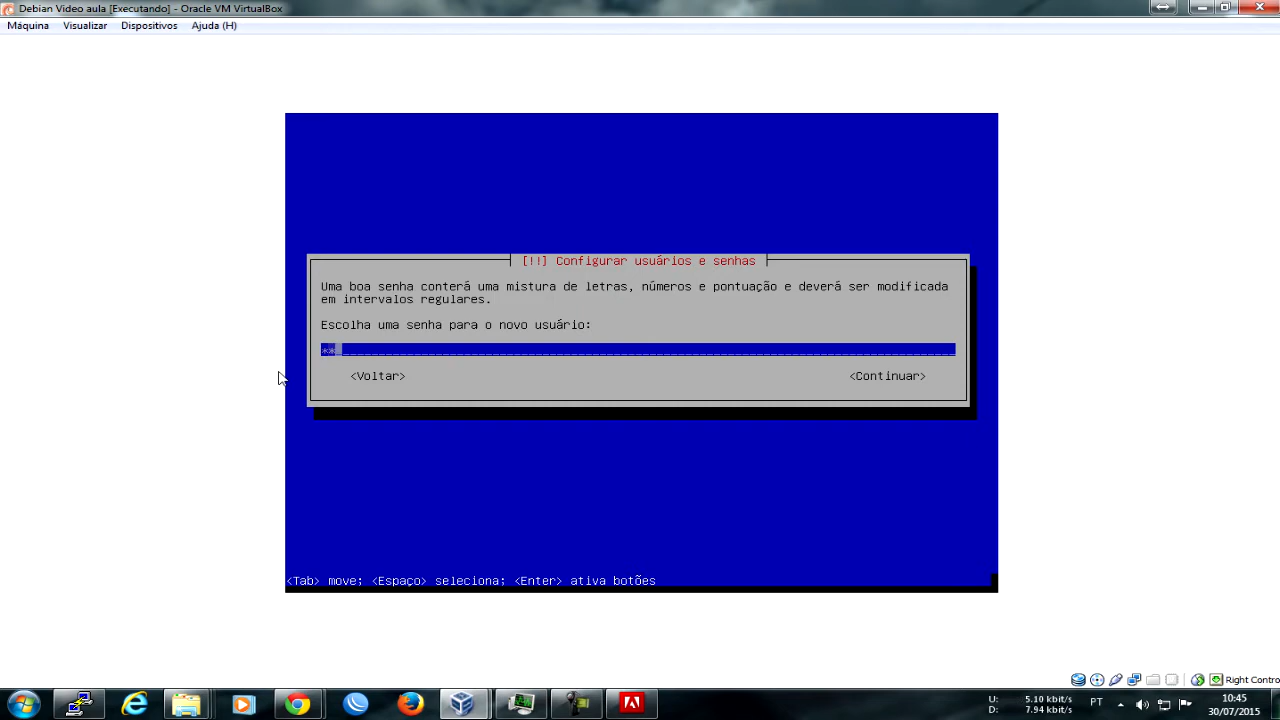 Debian Video aula [Executando] - Oracle VM VirtualBox
Máquina Visualizar Dispositivos Ajuda (H)
[!!] Configurar usuários e senhas
Uma boa senha conterá uma mistura de letras, números e pontuação e deverá ser modificada
em intervalos regulares.
Escolha uma senha para o novo usuário:
**
<Voltar> <Continuar>
<Tab> move; <Espaço> seleciona; <Enter> ativa botões
Right Contro
U: 5.10 kbit/s
D: 7.94 kbit/s
PT
10:45
30/07/2015